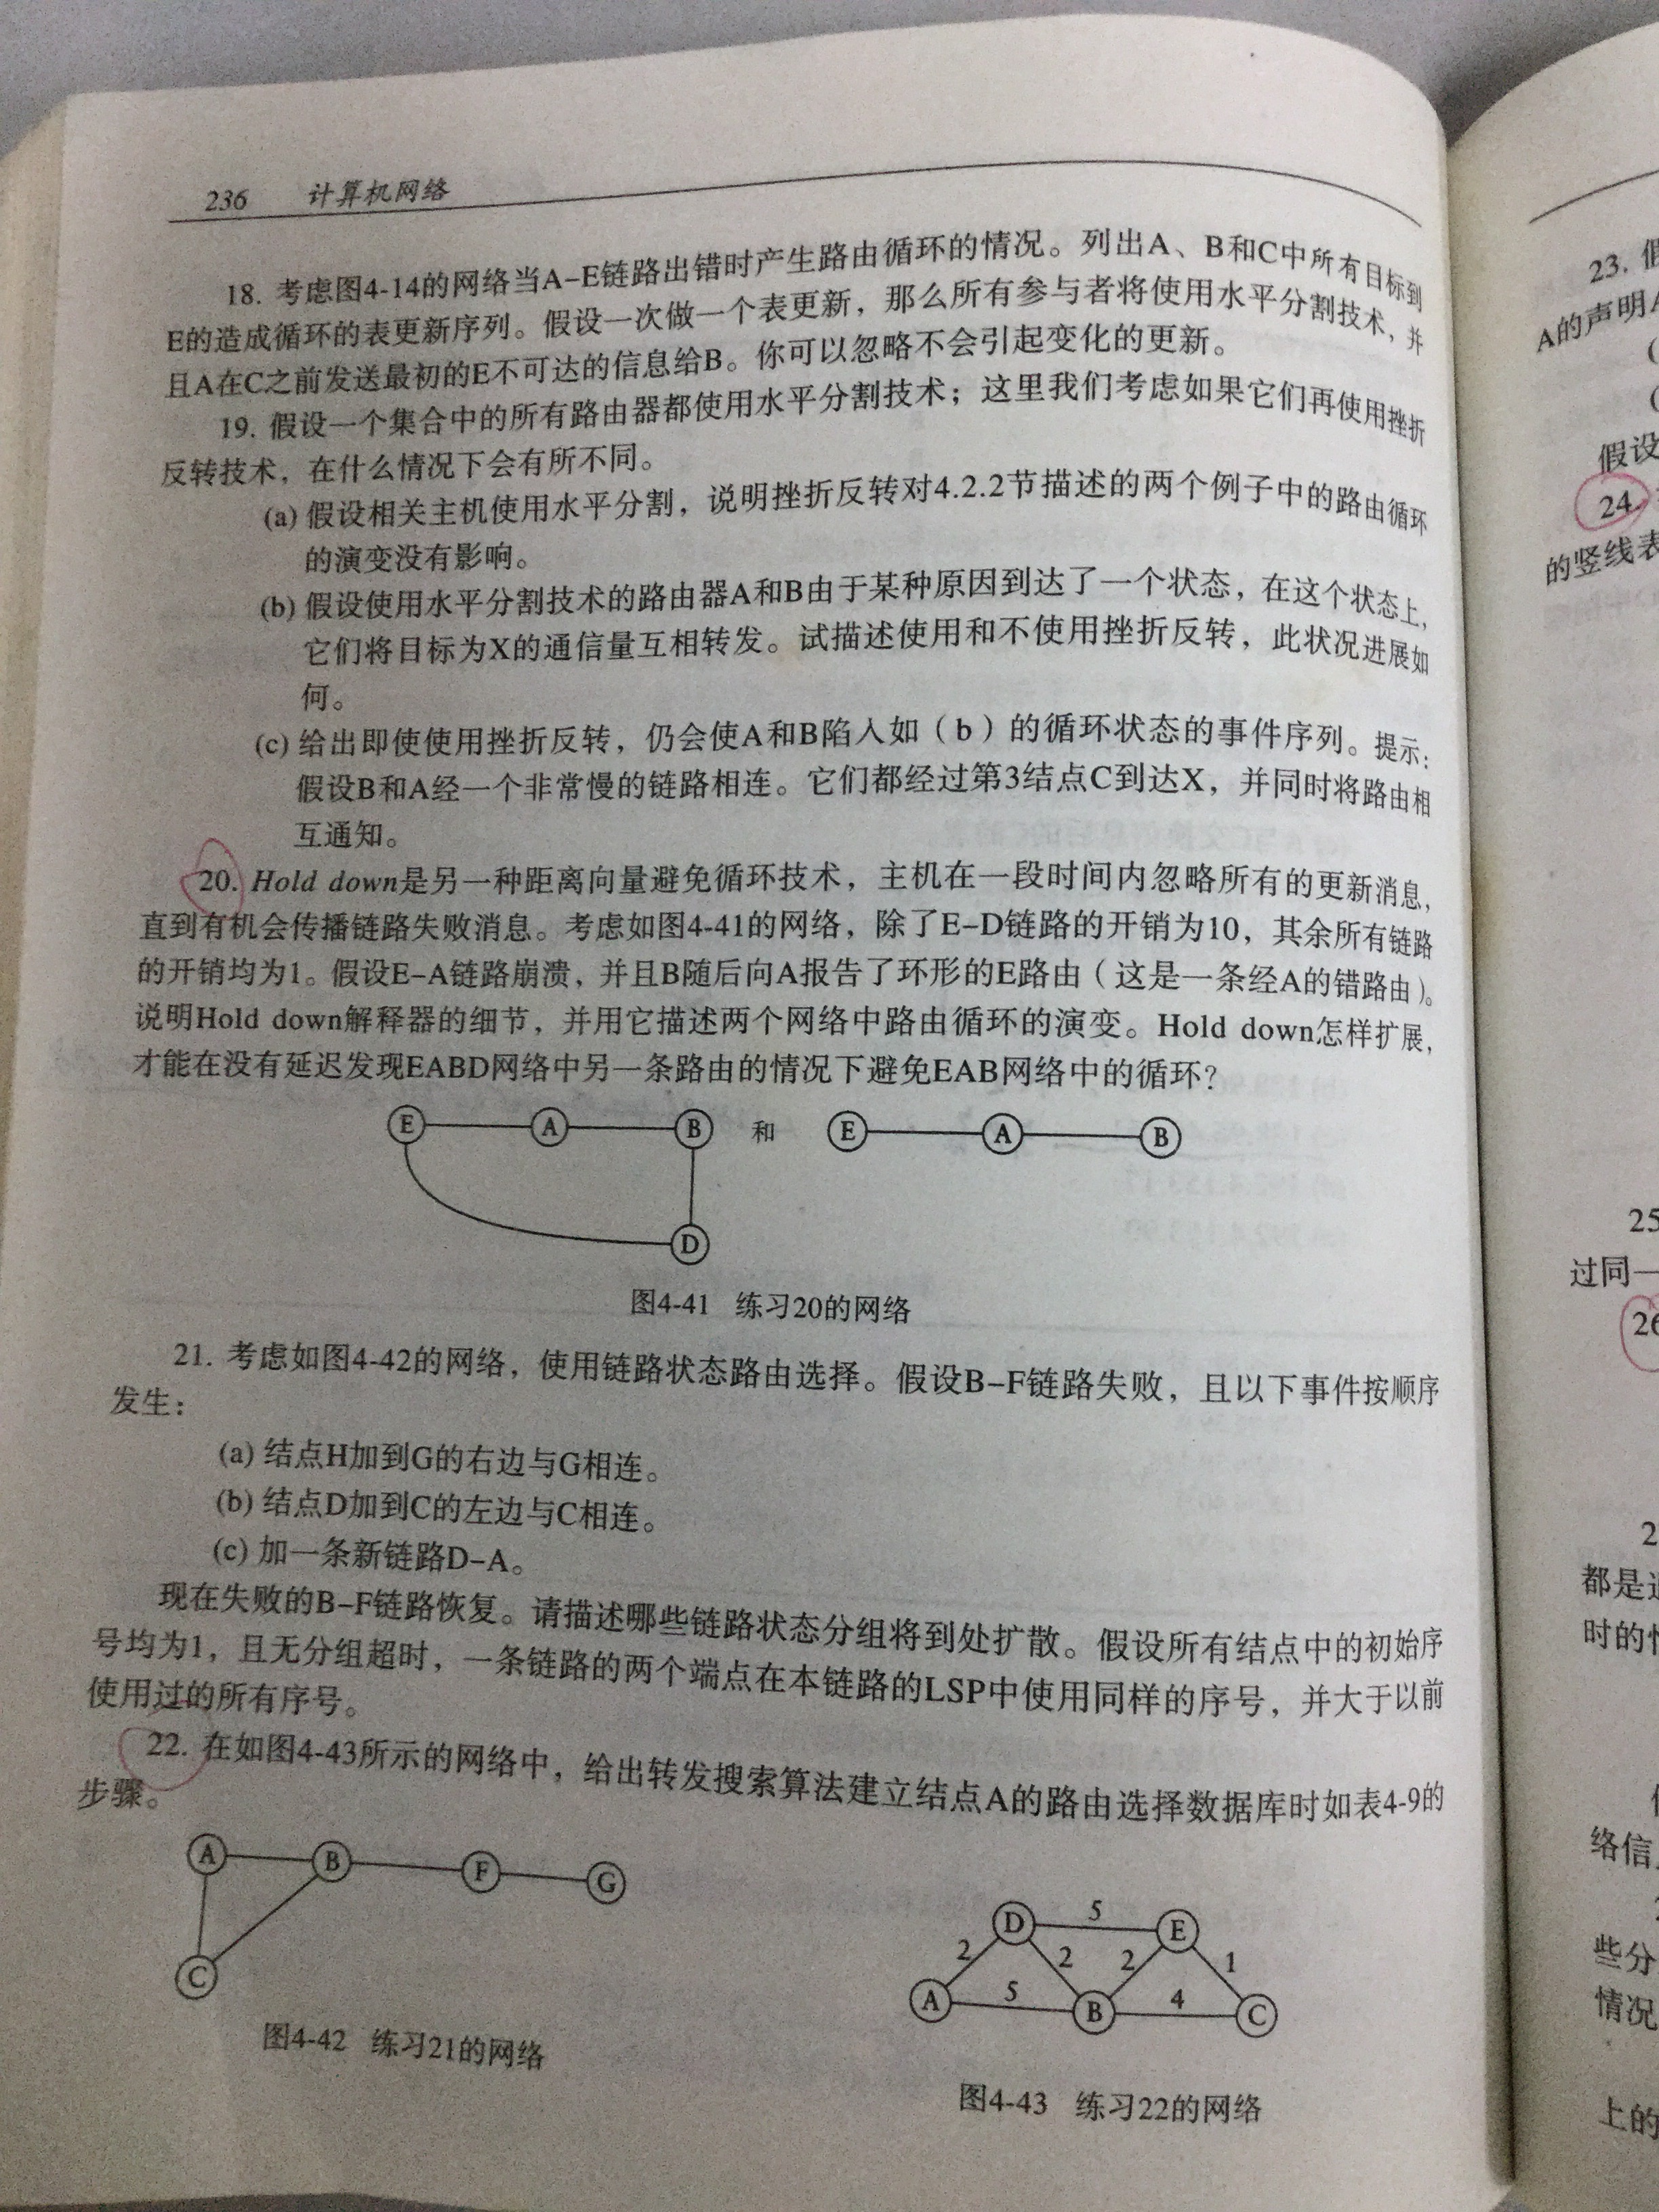 236 计算机网络
18. 考虑图4-14的网络当A-E链路出错时产生路由循环的情况。列出A、B和C中所有目标到
E的造成循环的表更新序列。假设一次做一个表更新，那么所有参与者将使用水平分割技术，并
且A在C之前发送最初的E不可达的信息给B。你可以忽略不会引起变化的更新。
19. 假设一个集合中的所有路由器都使用水平分割技术；这里我们考虑如果它们再使用挫折
反转技术，在什么情况下会有所不同。
(a) 假设相关主机使用水平分割，说明挫折反转对4.2.2节描述的两个例子中的路由循环
的演变没有影响。
(b) 假设使用水平分割技术的路由器A和B由于某种原因到达了一个状态，在这个状态上，
它们将目标为X的通信量互相转发。试描述使用和不使用挫折反转，此状况进展如
何。
(c) 给出即使使用挫折反转，仍会使A和B陷入如（b）的循环状态的事件序列。提示：
假设B和A经一个非常慢的链路相连。它们都经过第3结点C到达X，并同时将路由相
互通知。
20. Hold down是另一种距离向量避免循环技术，主机在一段时间内忽略所有的更新消息，
直到有机会传播链路失败消息。考虑如图4-41的网络，除了E-D链路的开销为10，其余所有链路
的开销均为1。假设E-A链路崩溃，并且B随后向A报告了环形的E路由（这是一条经A的错路由）。
说明Hold down解释器的细节，并用它描述两个网络中路由循环的演变。Hold down怎样扩展，
才能在没有延迟发现EABD网络中另一条路由的情况下避免EAB网络中的循环？
E A B 和 E A B
D
图4-41 练习20的网络
21. 考虑如图4-42的网络，使用链路状态路由选择。假设B-F链路失败，且以下事件按顺序
发生：
(a) 结点H加到G的右边与G相连。
(b) 结点D加到C的左边与C相连。
(c) 加一条新链路D-A。
现在失败的B-F链路恢复。请描述哪些链路状态分组将到处扩散。假设所有结点中的初始序
号均为1，且无分组超时，一条链路的两个端点在本链路的LSP中使用同样的序号，并大于以前
使用过的所有序号。
22. 在如图4-43所示的网络中，给出转发搜索算法建立结点A的路由选择数据库时如表4-9的
步骤。
A B F G
C
图4-42 练习21的网络
D 5 E
2 2 2 1
A 5 B 4 C
图4-43 练习22的网络
23.
A的声明
假设
24.
的竖线表
25
过同一
26
2
都是
时的
络信
些分
情况
上的